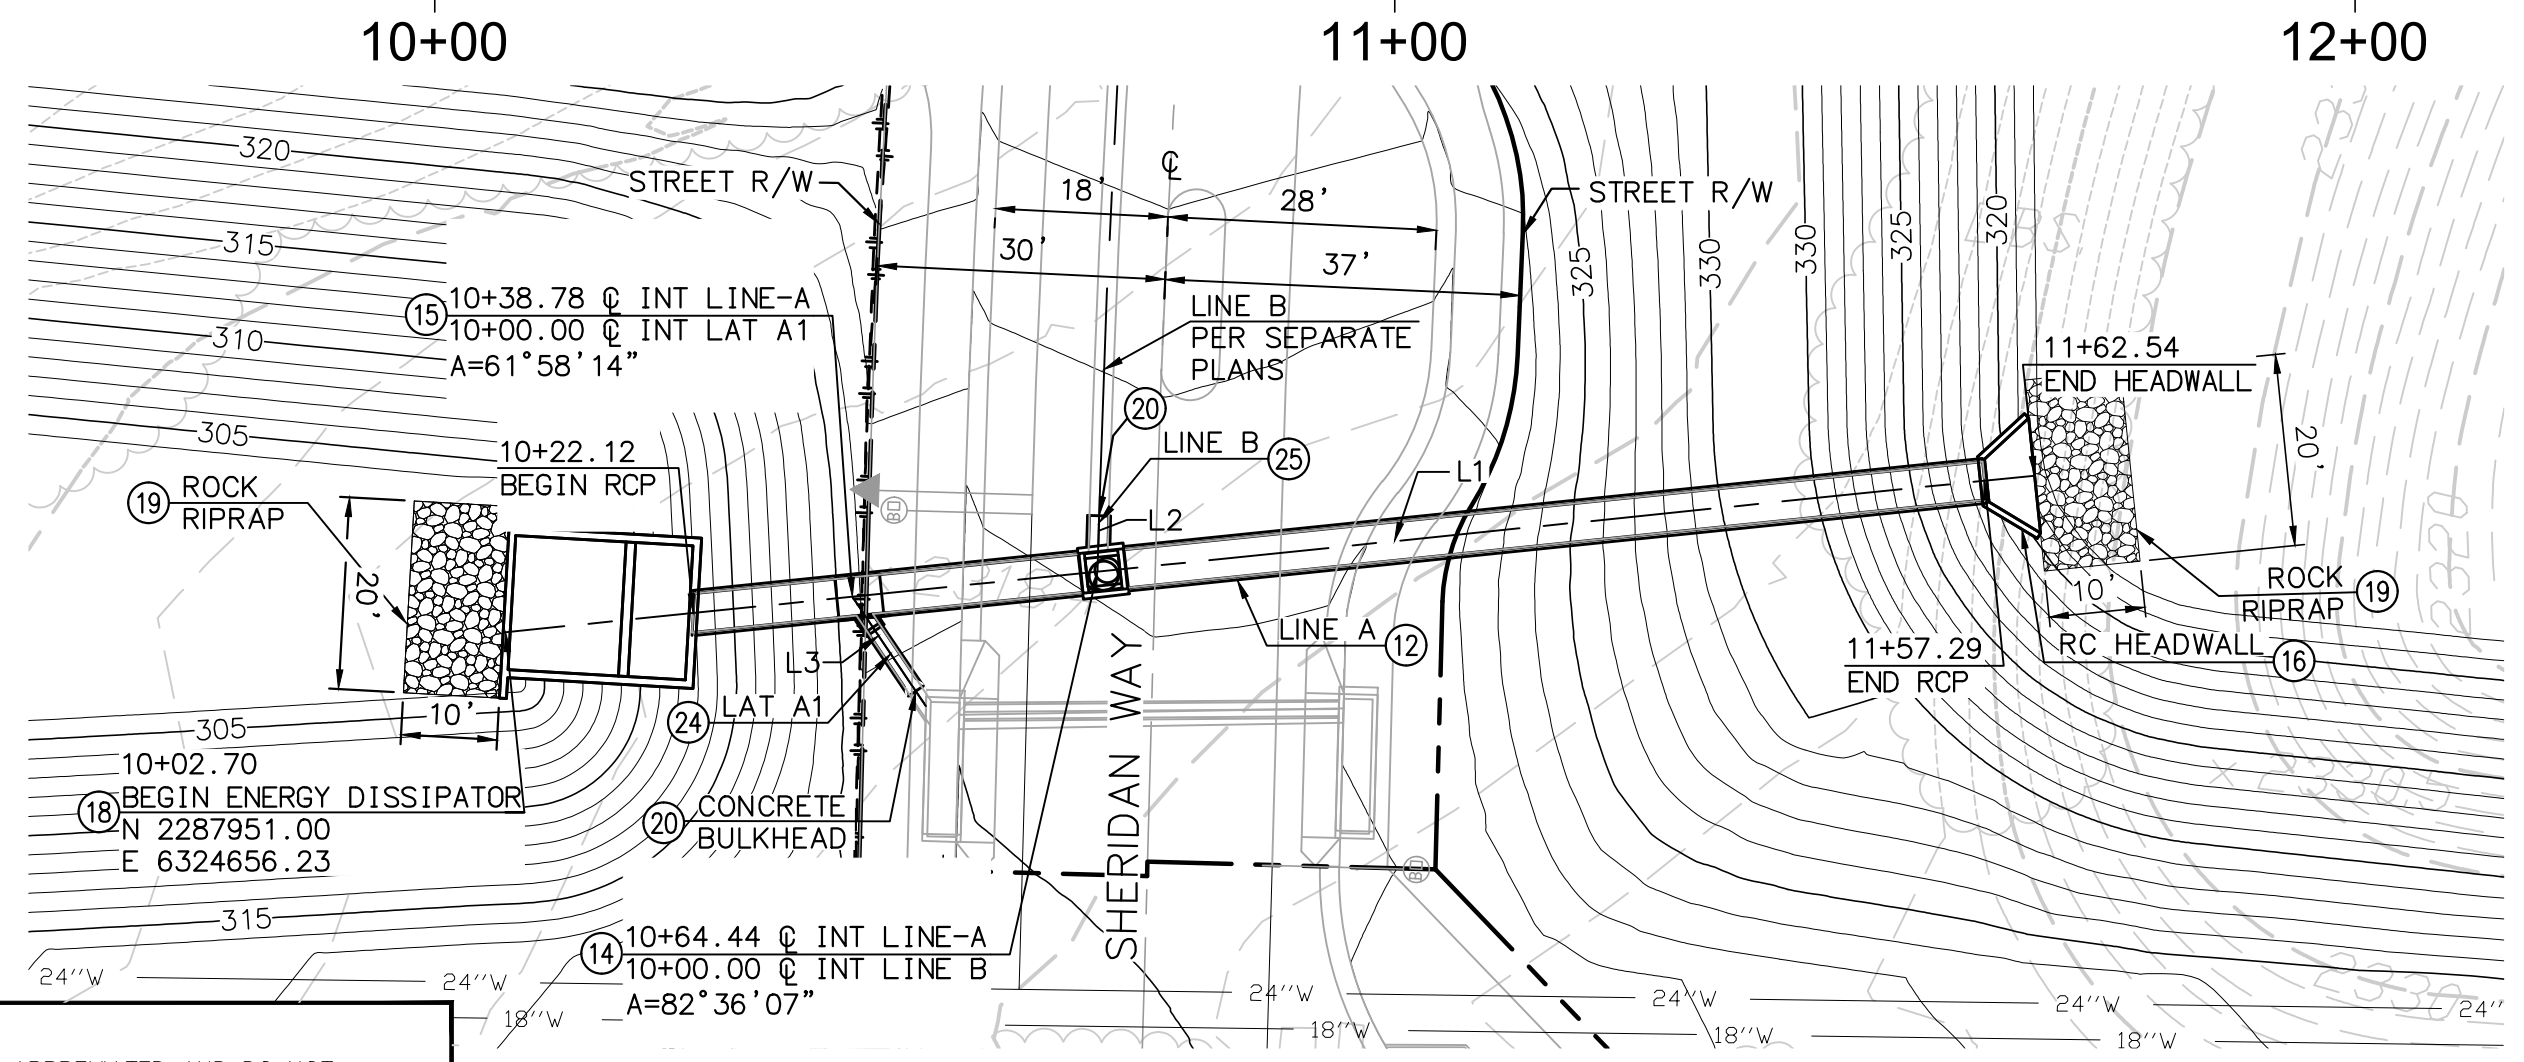 10+00
11+00
12+00
320
315
310
305
STREET R/W
18'
℄
28'
30'
37'
STREET R/W
325
330
330
325
320
LBS
15
10+38.78 ℄ INT LINE-A
10+00.00 ℄ INT LAT A1
A=61°58'14"
LINE B
PER SEPARATE
PLANS
20
LINE B
25
11+62.54
END HEADWALL
20'
10+22.12
BEGIN RCP
19
ROCK
RIPRAP
20'
10'
L1
L2
L3
BO
LINE A
12
LAT A1
24
20
CONCRETE
BULKHEAD
SHERIDAN WAY
10'
ROCK
RIPRAP
19
RC HEADWALL
16
11+57.29
END RCP
305
10+02.70
18
BEGIN ENERGY DISSIPATOR
N 2287951.00
E 6324656.23
315
14
10+64.44 ℄ INT LINE-A
10+00.00 ℄ INT LINE B
A=82°36'07"
BO
2320
2330
24''W
24''W
24''W
24''W
24''W
24''
18''W
18''W
18''W
18''W